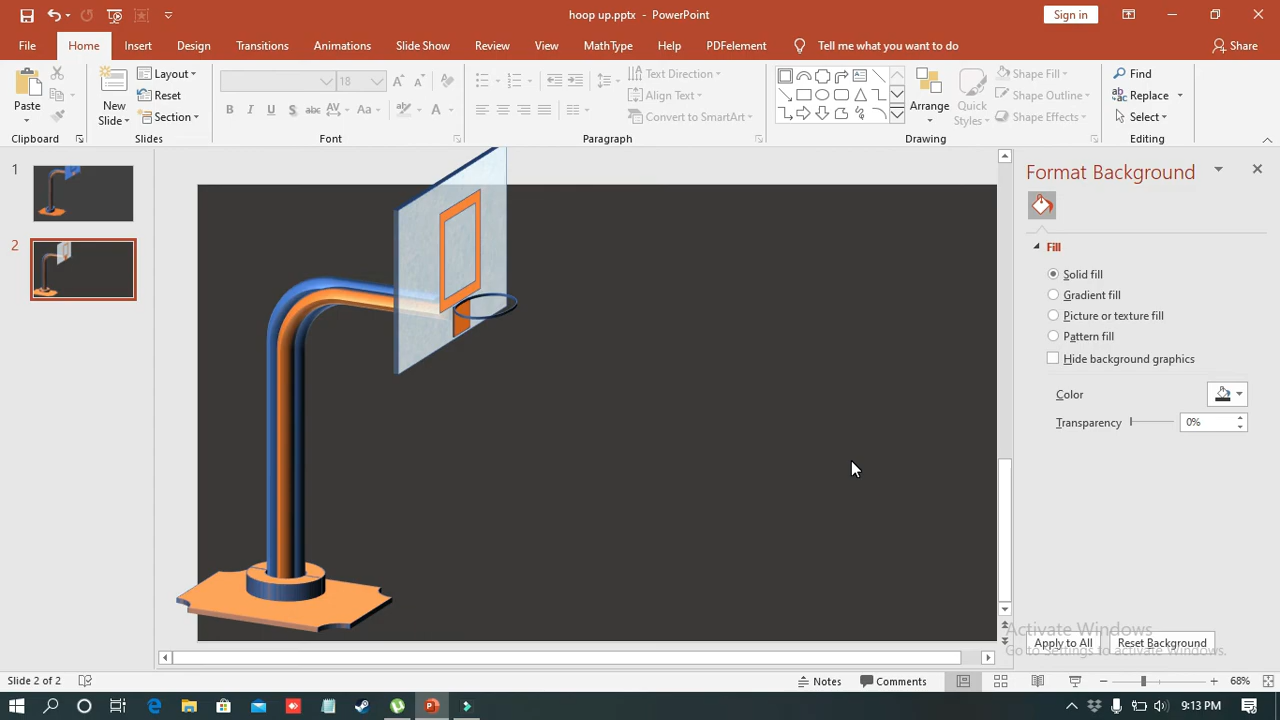 hoop up.pptx - PowerPoint
Sign in
File Home Insert Design Transitions Animations Slide Show Review View MathType Help PDFelement Tell me what you want to do Share
Paste
New Slide
Layout
Reset
Section
18
B I U S abc AV Aa A
Text Direction
Align Text
Convert to SmartArt
Arrange
Quick Styles
Shape Fill
Shape Outline
Shape Effects
Find
Replace
Select
Clipboard Slides Font Paragraph Drawing Editing
1
2
Format Background
Fill
Solid fill
Gradient fill
Picture or texture fill
Pattern fill
Hide background graphics
Color
Transparency 0%
Activate Windows
Go to Settings to activate Windows.
Apply to All Reset Background
Slide 2 of 2 Notes Comments 68%
9:13 PM